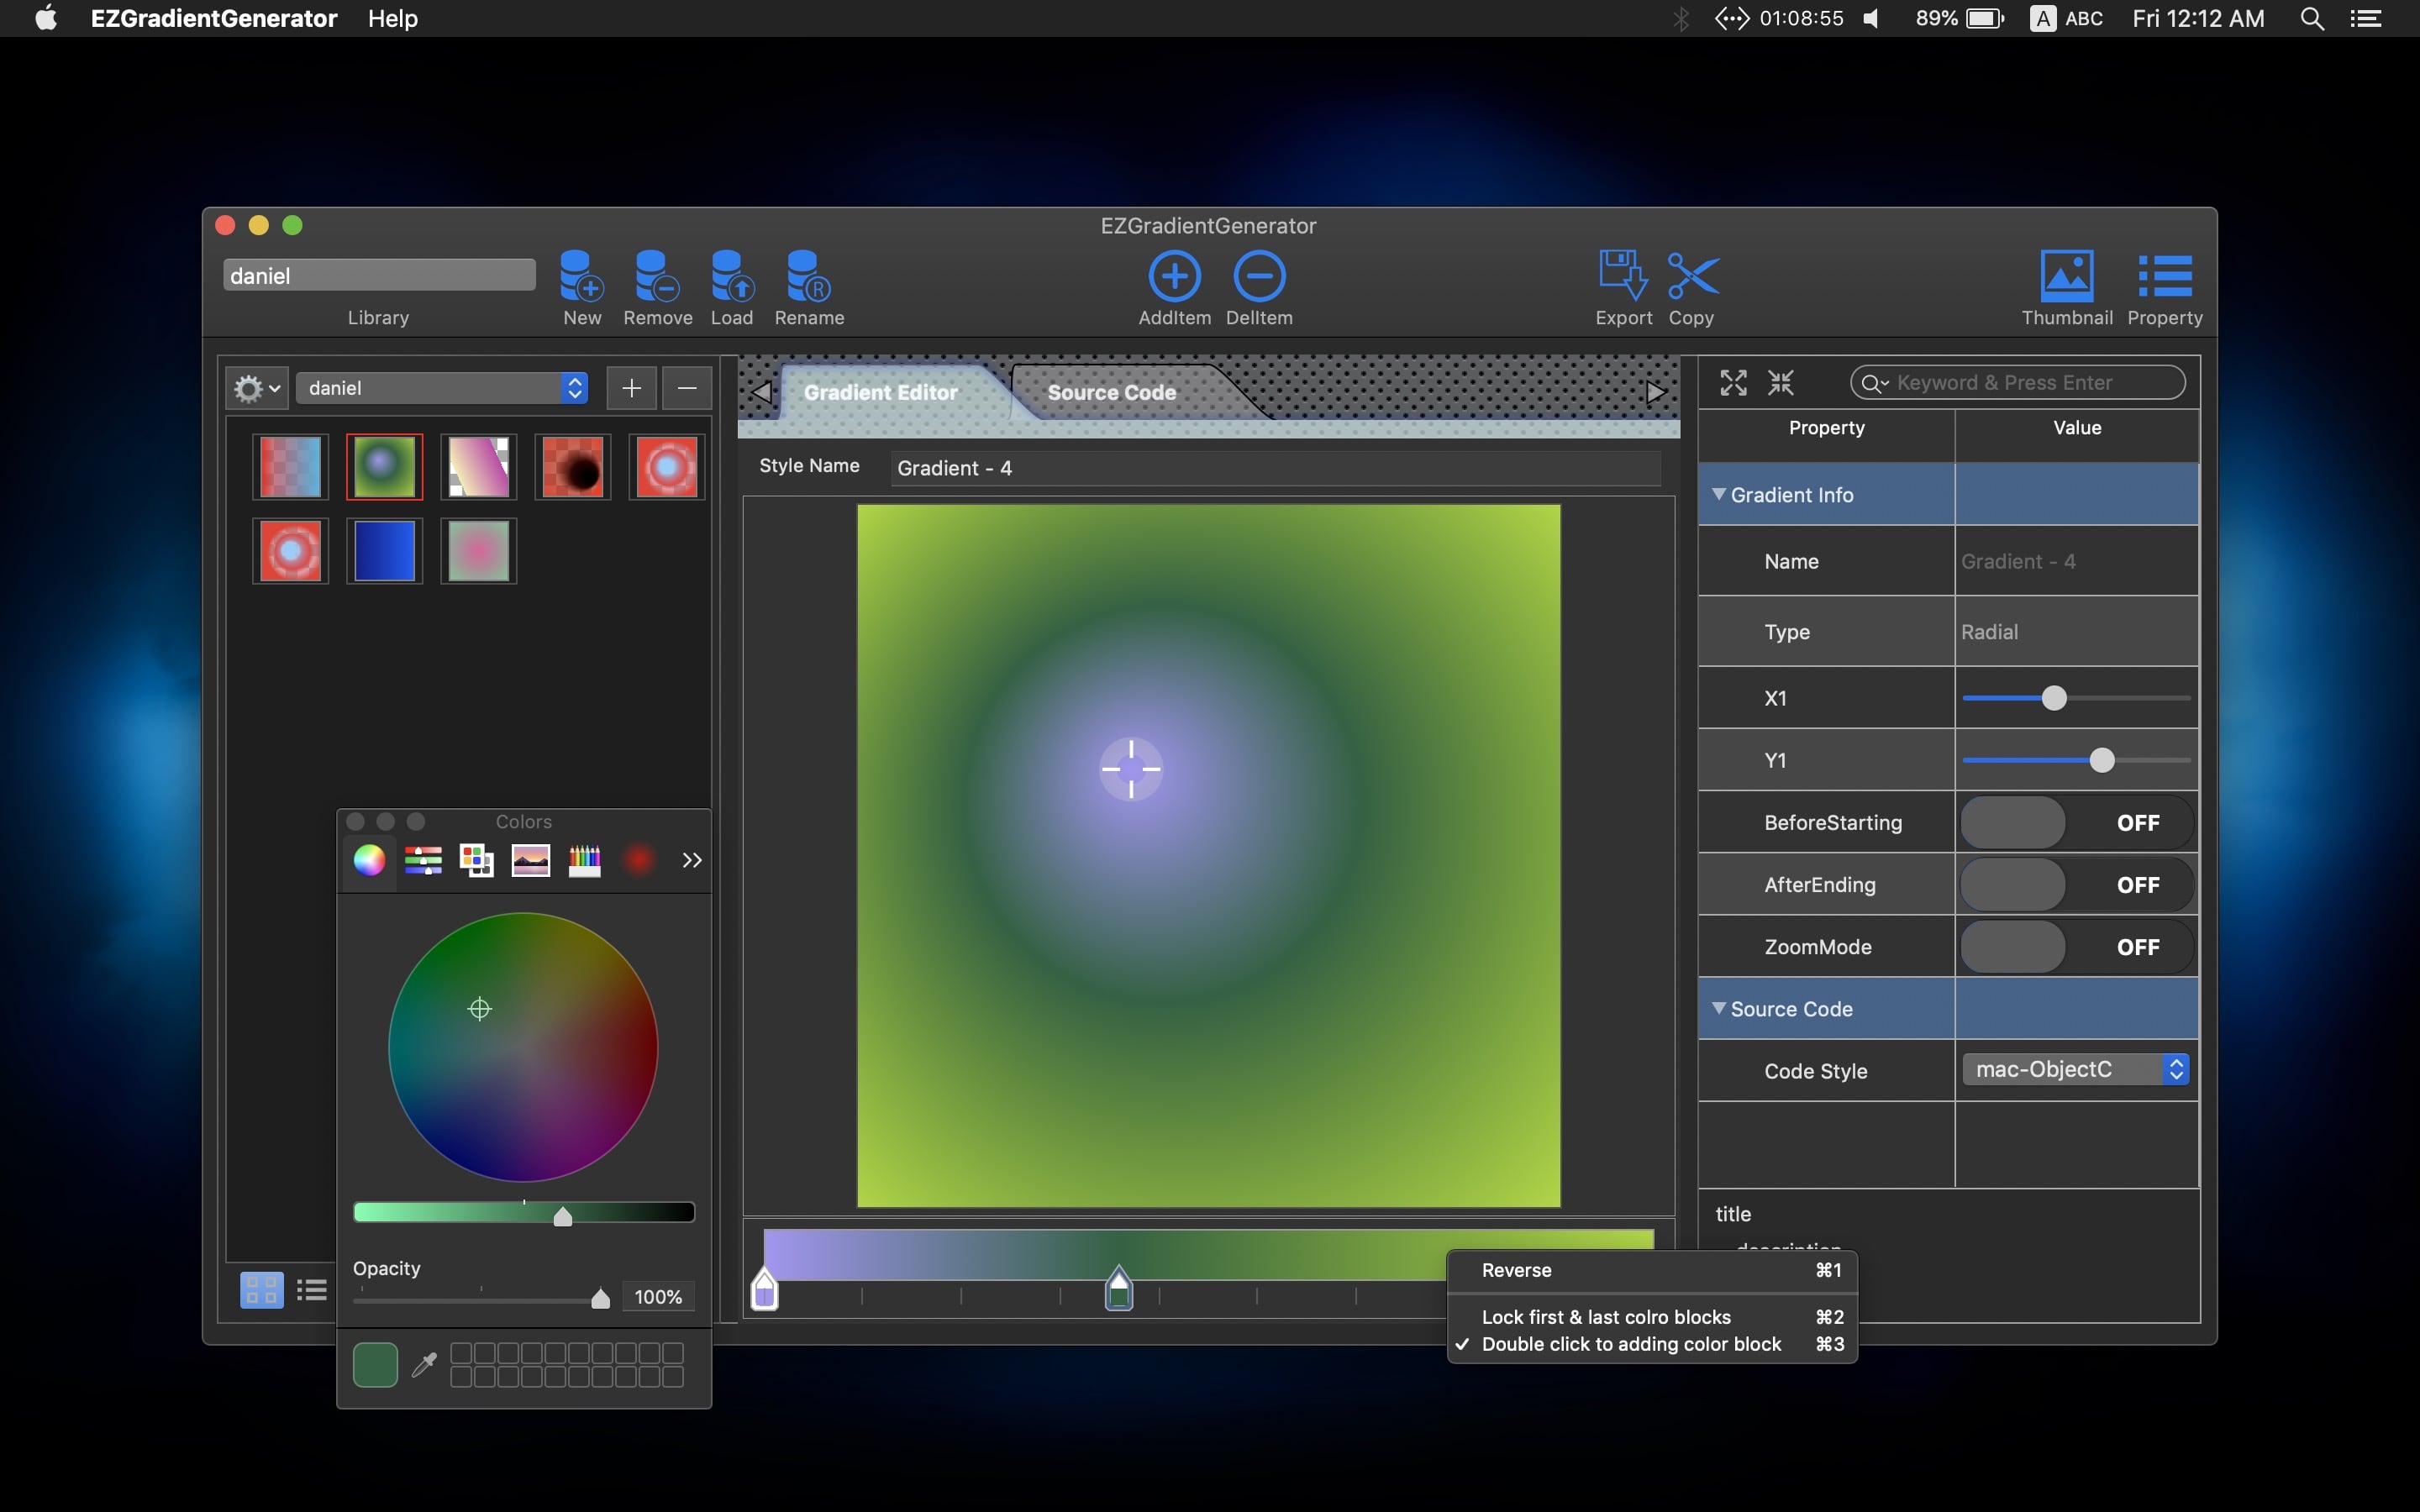 EZGradientGenerator Help 01:08:55 89% A ABC Fri 12:12 AM
EZGradientGenerator
daniel
Library New Remove Load Rename AddItem DelItem Export Copy Thumbnail Property
daniel
Gradient Editor Source Code
Keyword & Press Enter
Style Name Gradient - 4
Property Value
Gradient Info
Name Gradient - 4
Type Radial
X1
Y1
BeforeStarting OFF
AfterEnding OFF
ZoomMode OFF
Source Code
Code Style mac-ObjectC
title
description
Colors
Opacity
100%
Reverse ⌘1
Lock first & last colro blocks ⌘2
✓ Double click to adding color block ⌘3